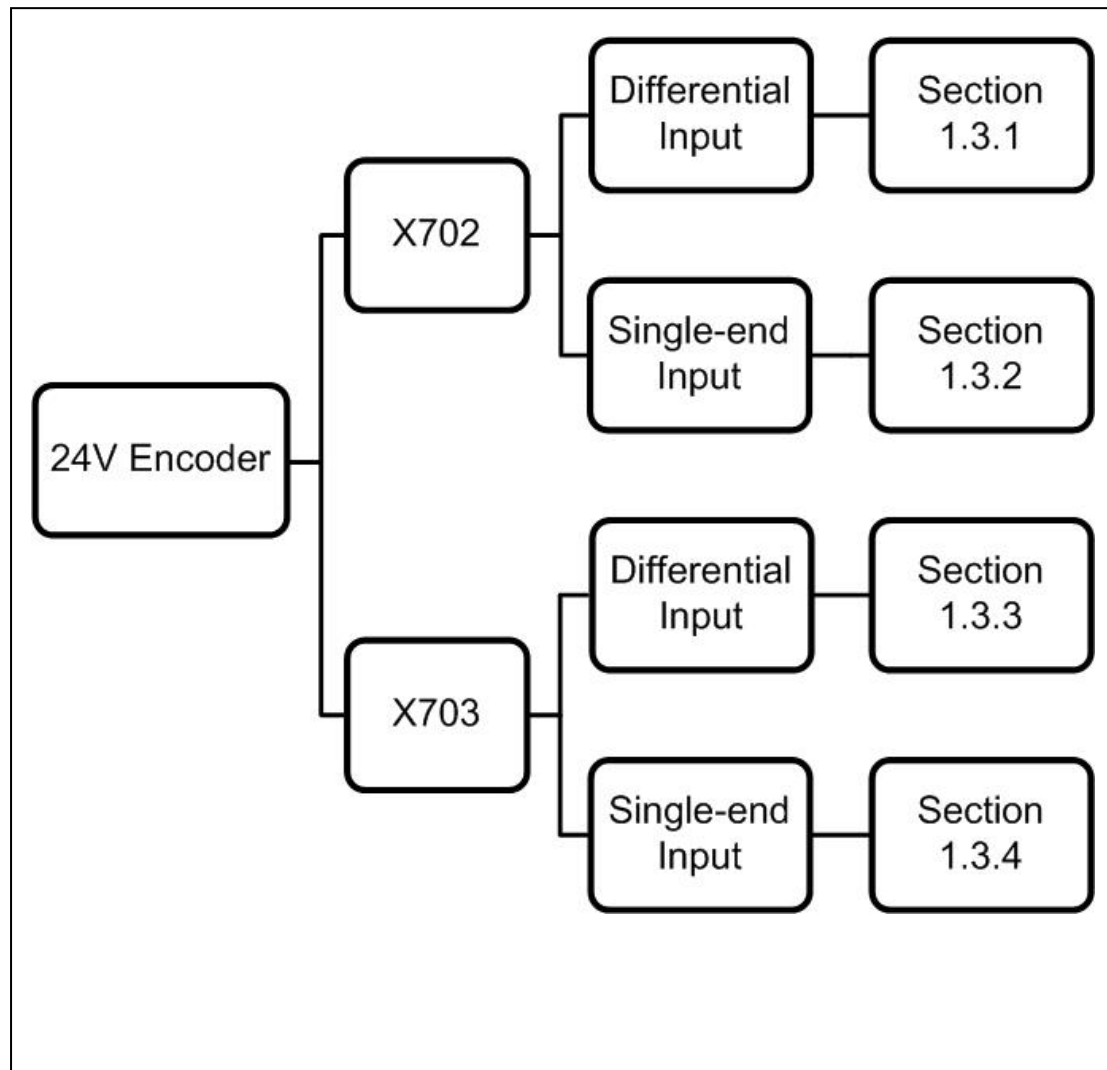 24V Encoder
X702
Differential
Input
Section
1.3.1
Single-end
Input
Section
1.3.2
X703
Differential
Input
Section
1.3.3
Single-end
Input
Section
1.3.4